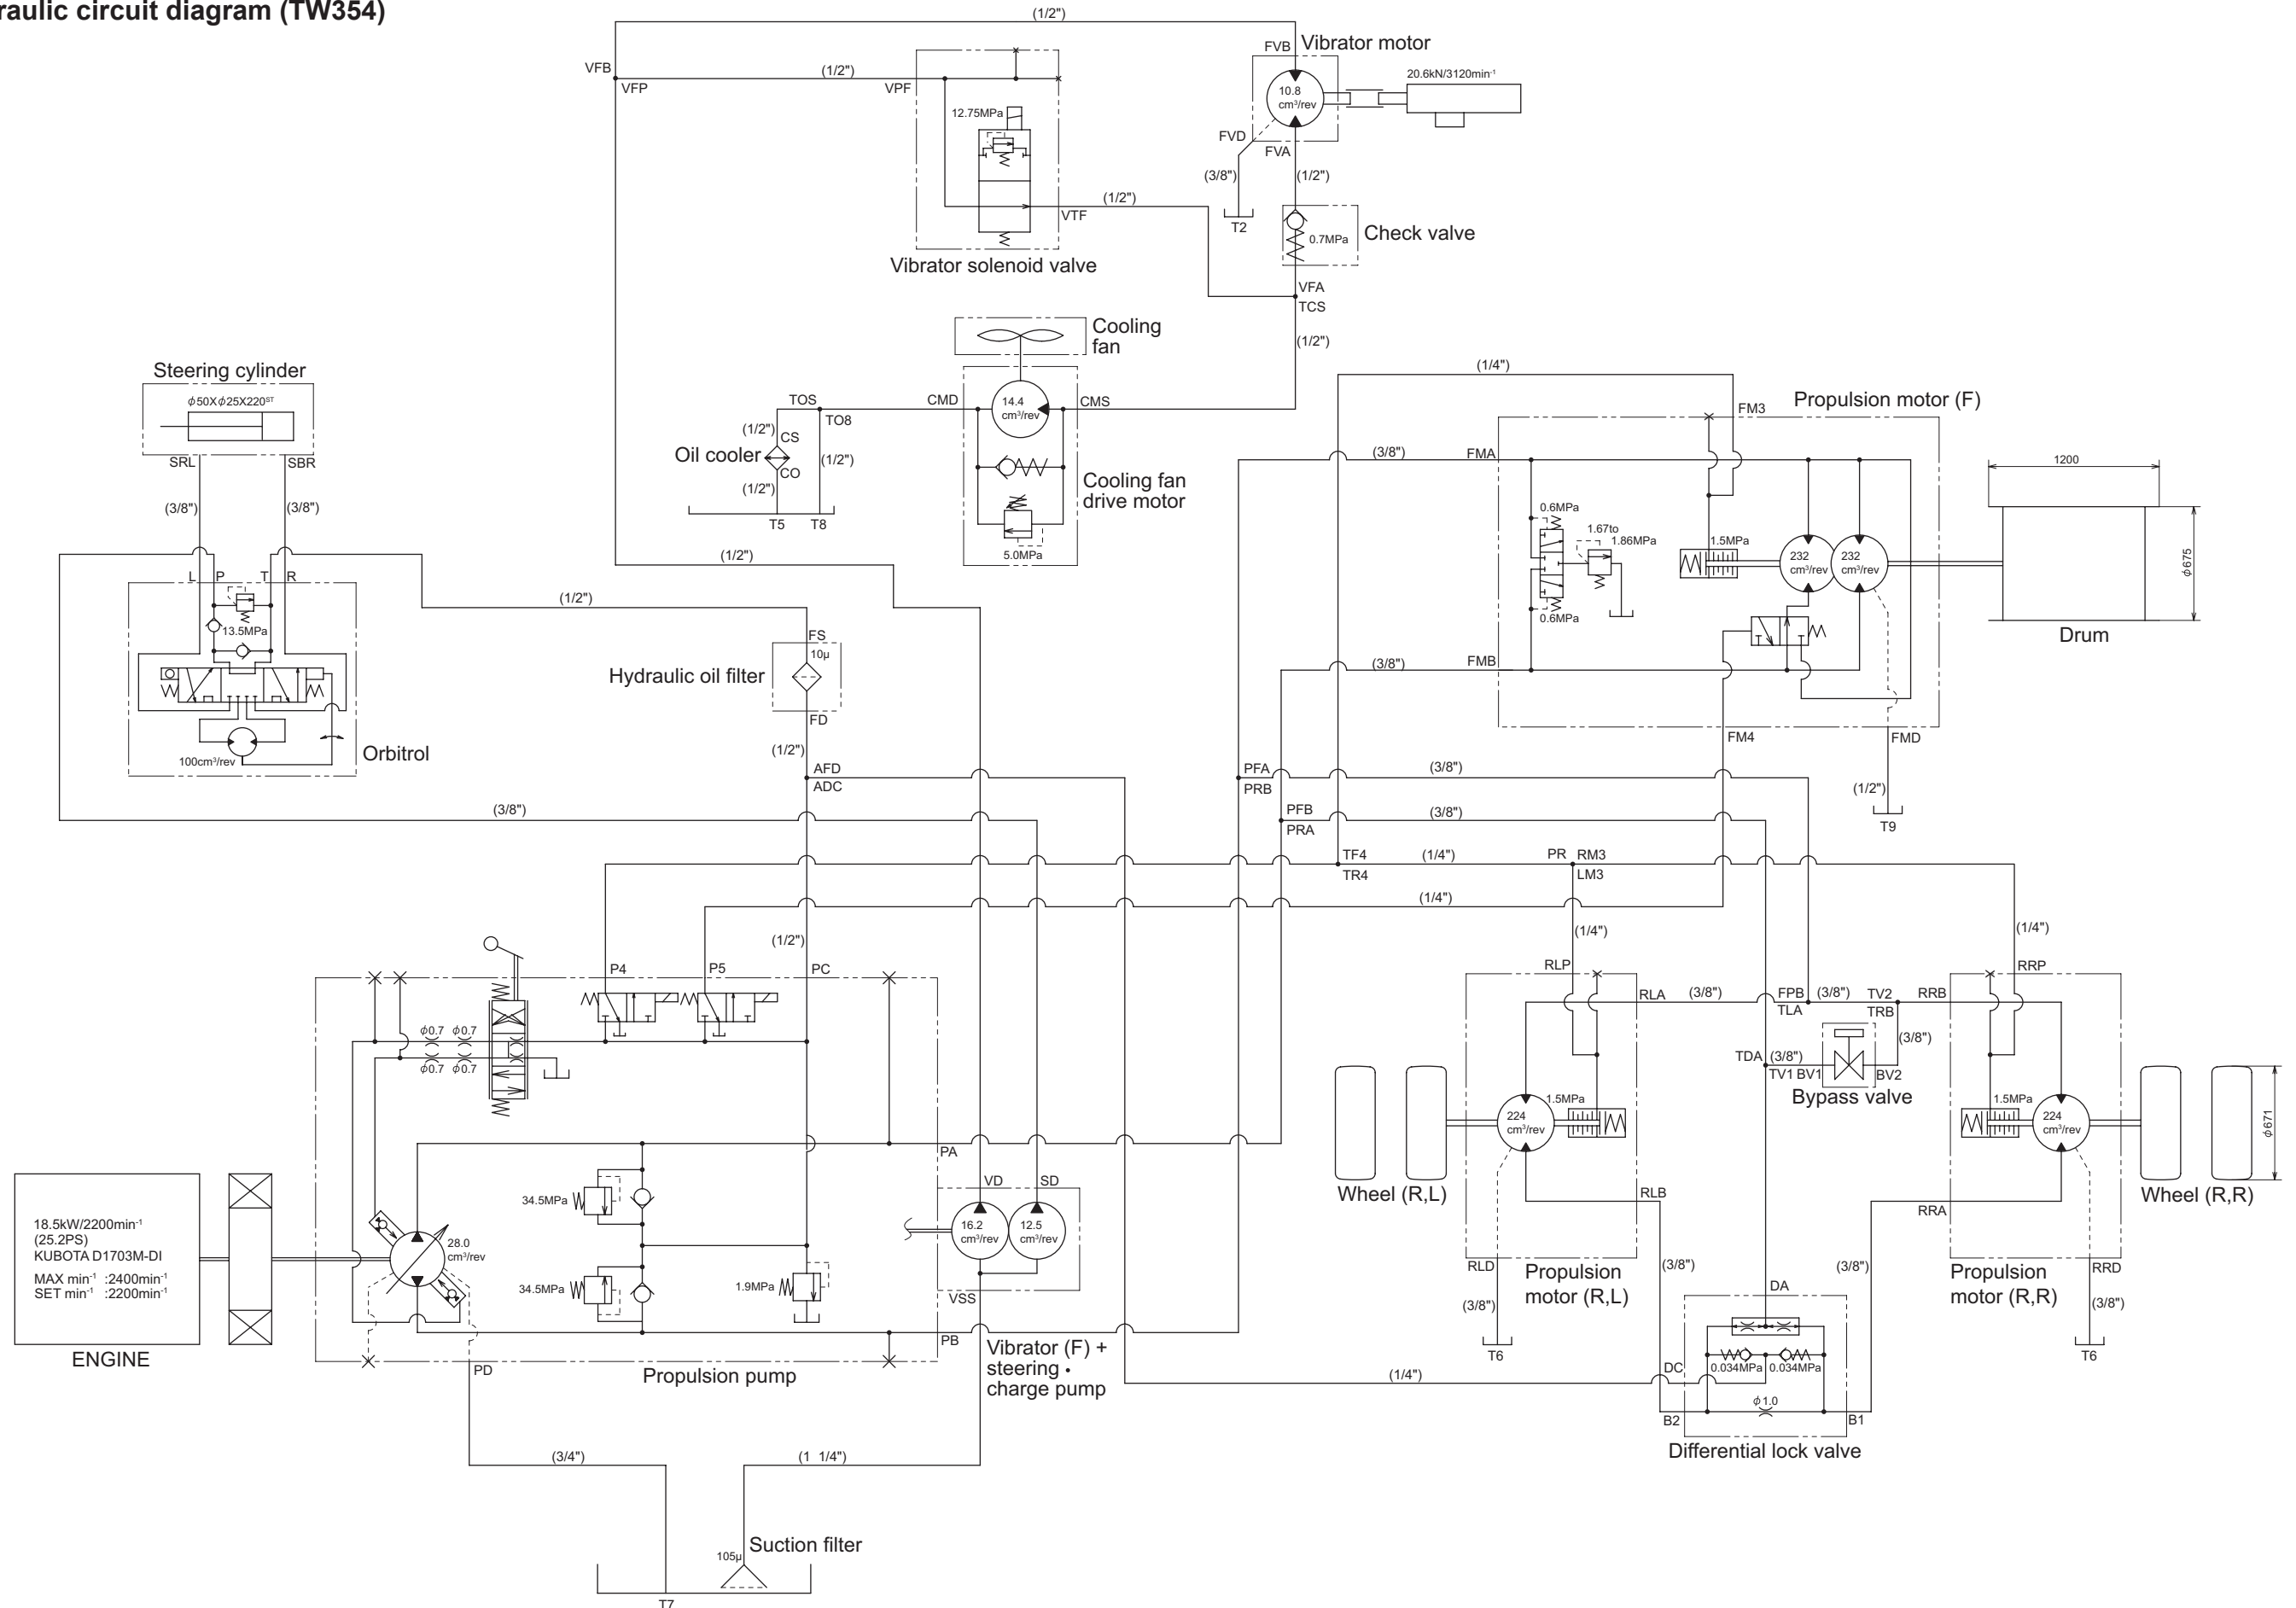 raulic circuit diagram (TW354)
(1/2")
FVB
Vibrator motor
VFB
VFP
(1/2")
VPF
10.8
cm³/rev
20.6kN/3120min-1
12.75MPa
FVD
FVA
(3/8")
(1/2")
T2
VTF
(1/2")
0.7MPa
Check valve
Vibrator solenoid valve
VFA
TCS
(1/2")
Cooling
fan
Steering cylinder
ϕ50Xϕ25X220ST
SRL
SBR
(3/8")
(3/8")
TOS
TO8
CMD
14.4
cm³/rev
CMS
(1/2")
CS
Oil cooler
CO
(1/2")
(1/2")
T5
T8
Cooling fan
drive motor
5.0MPa
(1/2")
(1/4")
FM3
Propulsion motor (F)
(3/8")
FMA
0.6MPa
1.67to
1.86MPa
0.6MPa
1.5MPa
232
cm³/rev
232
cm³/rev
1200
ϕ675
Drum
(3/8")
FMB
FM4
FMD
(1/2")
T9
L
P
T
R
13.5MPa
100cm³/rev
Orbitrol
(1/2")
FS
10μ
Hydraulic oil filter
FD
(1/2")
AFD
ADC
(3/8")
PFA
PRB
(3/8")
PFB
PRA
(3/8")
TF4
TR4
(1/4")
PR
RM3
LM3
(1/4")
(1/2")
(1/4")
(1/4")
P4
P5
PC
ϕ0.7
ϕ0.7
ϕ0.7
ϕ0.7
RLP
RLA
(3/8")
FPB
TLA
(3/8")
TV2
TRB
RRB
RRP
(3/8")
TDA
(3/8")
TV1
BV1
BV2
Bypass valve
1.5MPa
224
cm³/rev
1.5MPa
224
cm³/rev
ϕ671
Wheel (R,L)
Wheel (R,R)
PA
VD
SD
34.5MPa
16.2
cm³/rev
12.5
cm³/rev
18.5kW/2200min-1
(25.2PS)
KUBOTA D1703M-DI
MAX min-1 :2400min-1
SET min-1 :2200min-1
ENGINE
28.0
cm³/rev
34.5MPa
1.9MPa
VSS
PB
PD
Propulsion pump
Vibrator (F) +
steering •
charge pump
RLB
RRA
RLD
Propulsion
motor (R,L)
(3/8")
(3/8")
T6
(3/8")
Propulsion
motor (R,R)
RRD
(3/8")
T6
DA
DC
0.034MPa
0.034MPa
(1/4")
ϕ1.0
B2
B1
Differential lock valve
(3/4")
(1 1/4")
Suction filter
105μ
T7